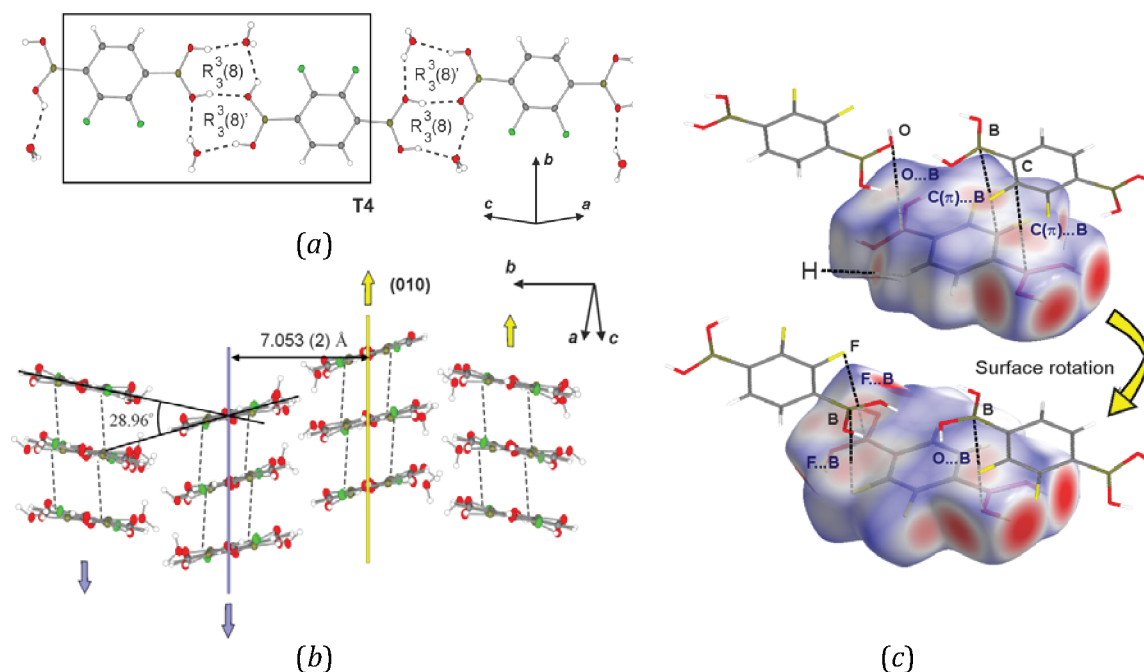 R₃³(8)
R₃³(8)'
R₃³(8)'
R₃³(8)
T4
b
c
a
(a)
(010)
7.053 (2) Å
28.96°
b
a
c
(b)
O
B
C
O...B
C(π)...B
C(π)...B
H
Surface rotation
F
F...B
B
B
F...B
O...B
(c)